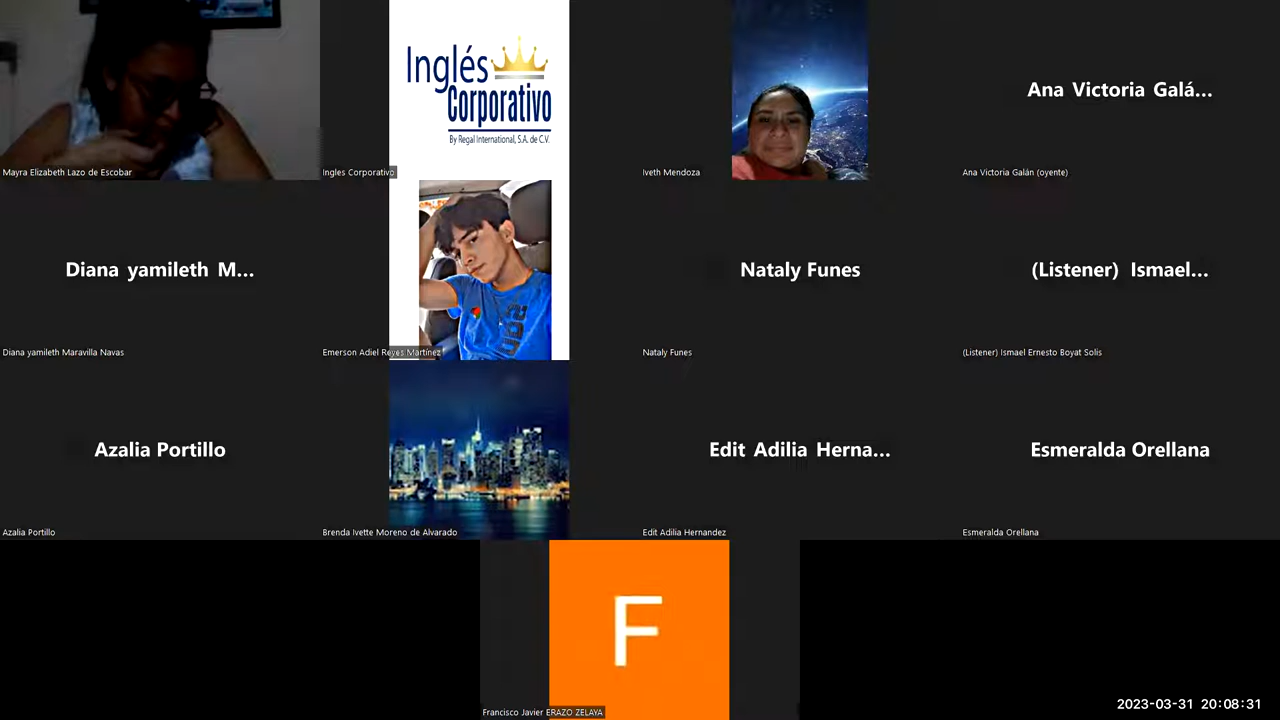 Inglés
Corporativo
By Regal International, S.A. de C.V.
Ana Victoria Galá...
Mayra Elizabeth Lazo de Escobar
Ingles Corporativo
Iveth Mendoza
Ana Victoria Galán (oyente)
Diana yamileth M...
Nataly Funes
(Listener) Ismael...
Diana yamileth Maravilla Navas
Emerson Adiel Reyes Martínez
Nataly Funes
(Listener) Ismael Ernesto Boyat Solis
Azalia Portillo
Edit Adilia Herna...
Esmeralda Orellana
Azalia Portillo
Brenda Ivette Moreno de Alvarado
Edit Adilia Hernandez
Esmeralda Orellana
F
Francisco Javier ERAZO ZELAYA
2023-03-31 20:08:31